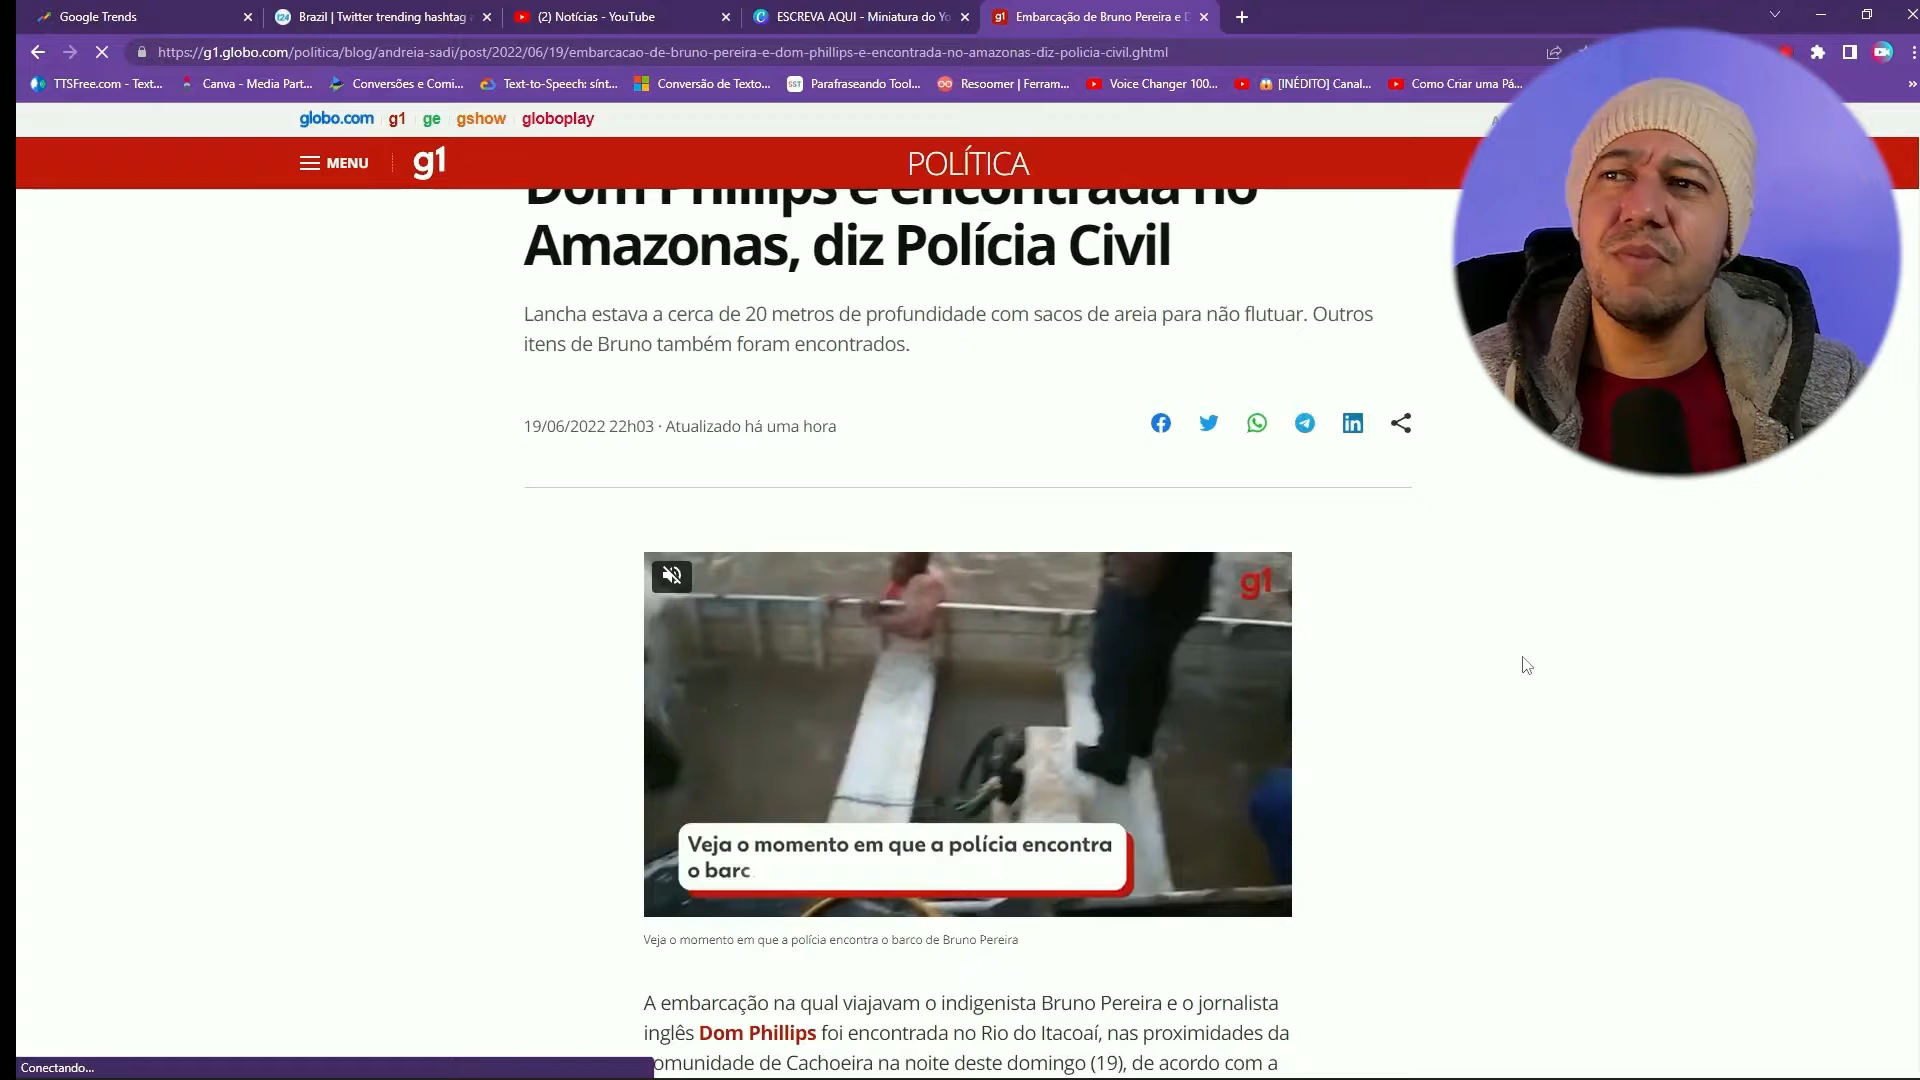 Google Trends
Brazil | Twitter trending hashtag
(2) Notícias - YouTube
ESCREVA AQUI - Miniatura do Yo
g1 Embarcação de Bruno Pereira e D
https://g1.globo.com/politica/blog/andreia-sadi/post/2022/06/19/embarcacao-de-bruno-pereira-e-dom-phillips-e-encontrada-no-amazonas-diz-policia-civil.ghtml
TTSFree.com - Text...
Canva - Media Part...
Conversões e Comi...
Text-to-Speech: sínt...
Conversão de Texto...
SST Parafraseando Tool...
Resoomer | Ferram...
Voice Changer 100...
[INÉDITO] Canal...
Como Criar uma Pá...
globo.com g1 ge gshow globoplay
MENU g1 POLÍTICA
Dom Phillips é encontrada no
Amazonas, diz Polícia Civil
Lancha estava a cerca de 20 metros de profundidade com sacos de areia para não flutuar. Outros
itens de Bruno também foram encontrados.
19/06/2022 22h03 · Atualizado há uma hora
g1
Veja o momento em que a polícia encontra
o barc
Veja o momento em que a polícia encontra o barco de Bruno Pereira
A embarcação na qual viajavam o indigenista Bruno Pereira e o jornalista
inglês Dom Phillips foi encontrada no Rio do Itacoaí, nas proximidades da
comunidade de Cachoeira na noite deste domingo (19), de acordo com a
Conectando...